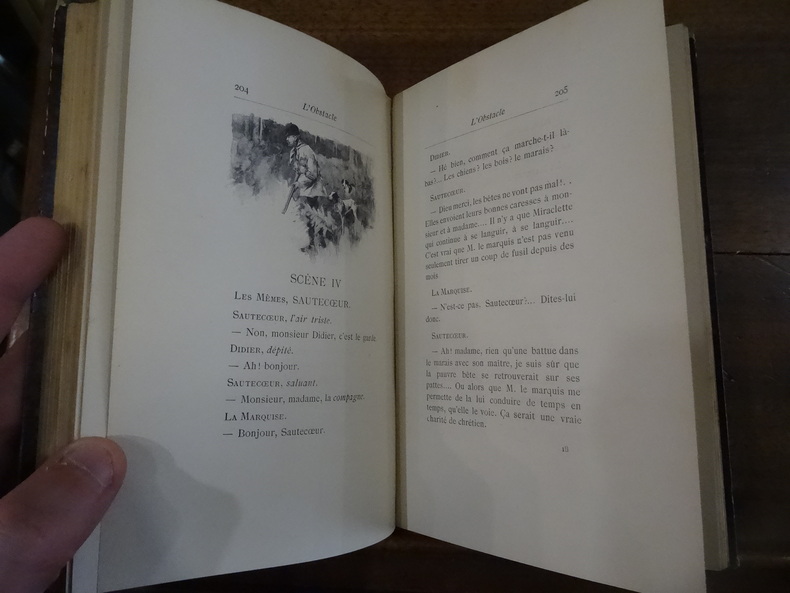 204
L'Obstacle
SCÈNE IV
LES MÊMES, SAUTECŒUR.
SAUTECŒUR, l'air triste.
— Non, monsieur Didier, c'est le garde.
DIDIER, dépité.
— Ah! bonjour.
SAUTECŒUR, saluant.
— Monsieur, madame, la compagne.
LA MARQUISE.
— Bonjour, Sautecœur.
L'Obstacle
205
DIDIER.
— Hé bien, comment ça marche-t-il là-
bas?... Les chiens? les bois? le marais?
SAUTECŒUR.
— Dieu merci, les bêtes ne vont pas mal!..
Elles envoient leurs bonnes caresses à mon-
sieur et à madame.... Il n'y a que Miraclette
qui continue à se languir, à se languir....
C'est vrai que M. le marquis n'est pas venu
seulement tirer un coup de fusil depuis des
mois.
LA MARQUISE.
— N'est-ce pas, Sautecœur?... Dites-lui
donc.
SAUTECŒUR.
— Ah! madame, rien qu'une battue dans
le marais avec son maître, je suis sûr que
la pauvre bête se retrouverait sur ses
pattes.... Ou alors que M. le marquis me
permette de la lui conduire de temps en
temps, qu'elle le voie. Ça serait une vraie
charité de chrétien.